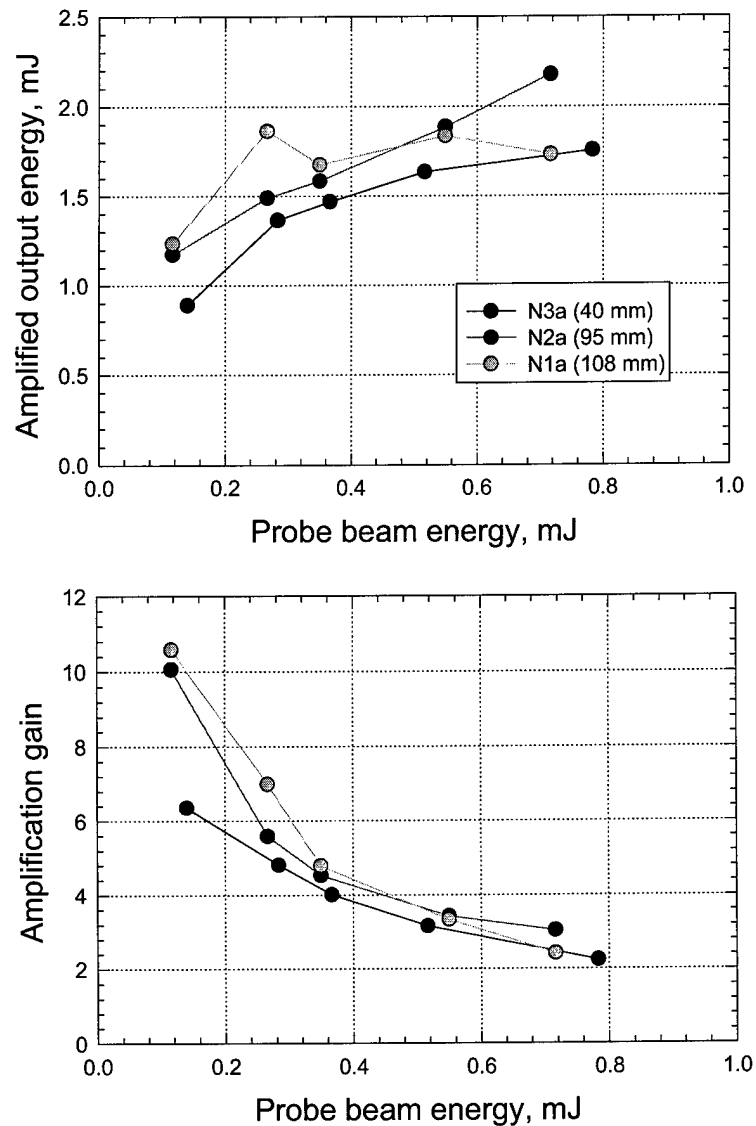 2.5
2.0
1.5
1.0
0.5
0.0
Amplified output energy, mJ
N3a (40 mm)
N2a (95 mm)
N1a (108 mm)
0.0 0.2 0.4 0.6 0.8 1.0
Probe beam energy, mJ
12
10
8
6
4
2
0
Amplification gain
0.0 0.2 0.4 0.6 0.8 1.0
Probe beam energy, mJ